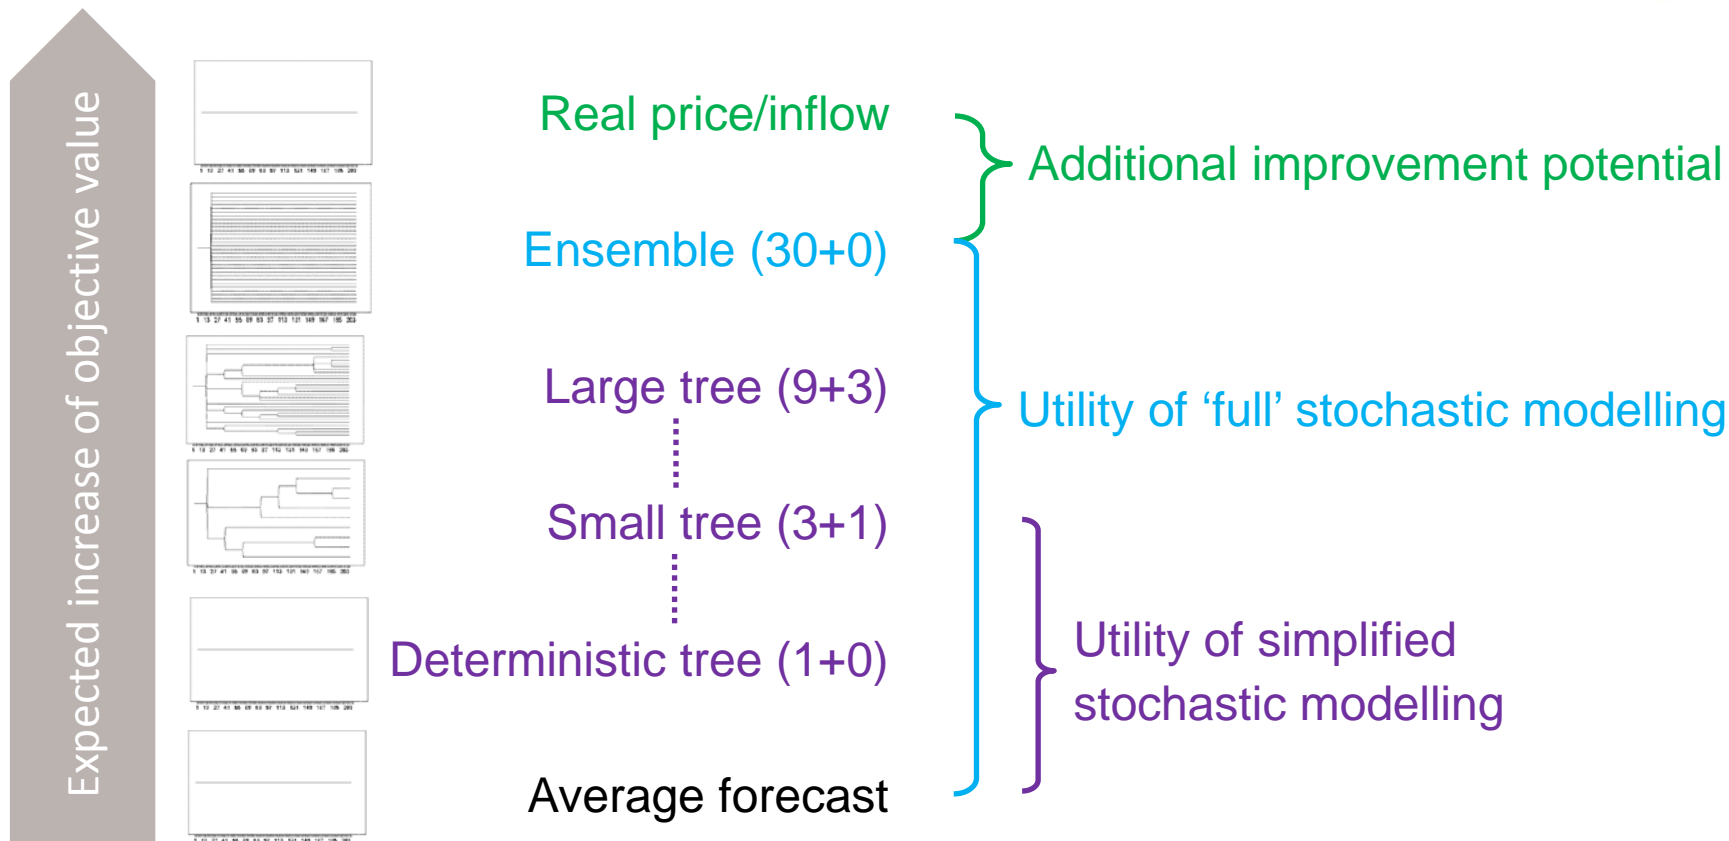 Expected increase of objective value
Real price/inflow
Ensemble (30+0)
Large tree (9+3)
Small tree (3+1)
Deterministic tree (1+0)
Average forecast
Additional improvement potential
Utility of ‘full’ stochastic modelling
Utility of simplified
stochastic modelling